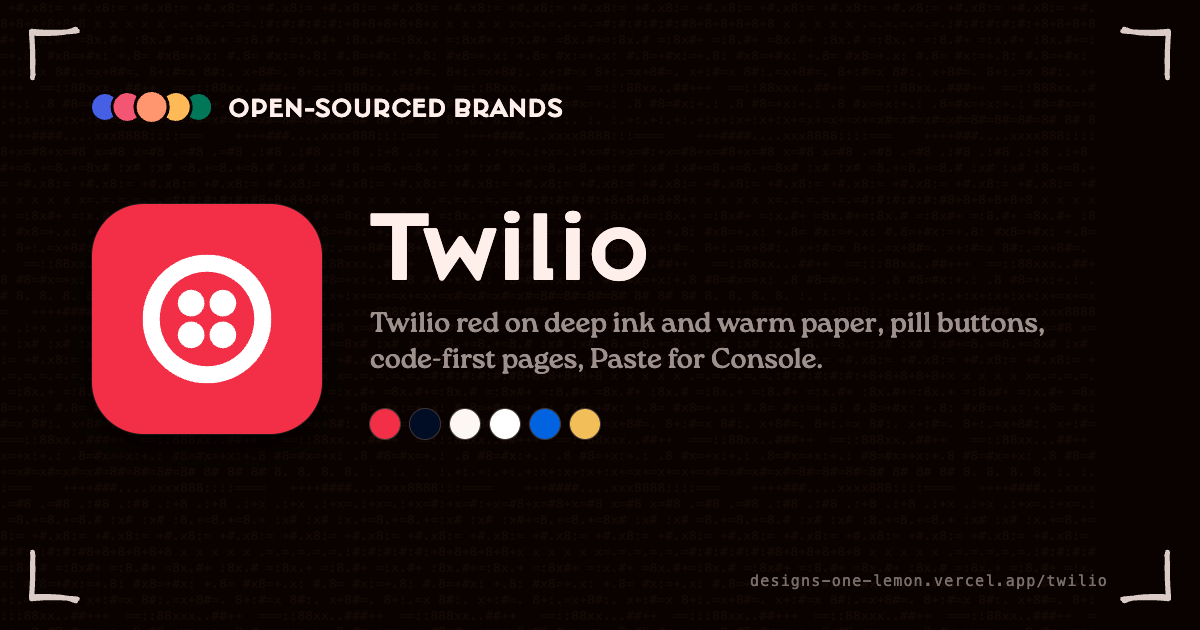 OPEN-SOURCED BRANDS
Twilio
Twilio red on deep ink and warm paper, pill buttons,
code-first pages, Paste for Console.
designs-one-lemon.vercel.app/twilio